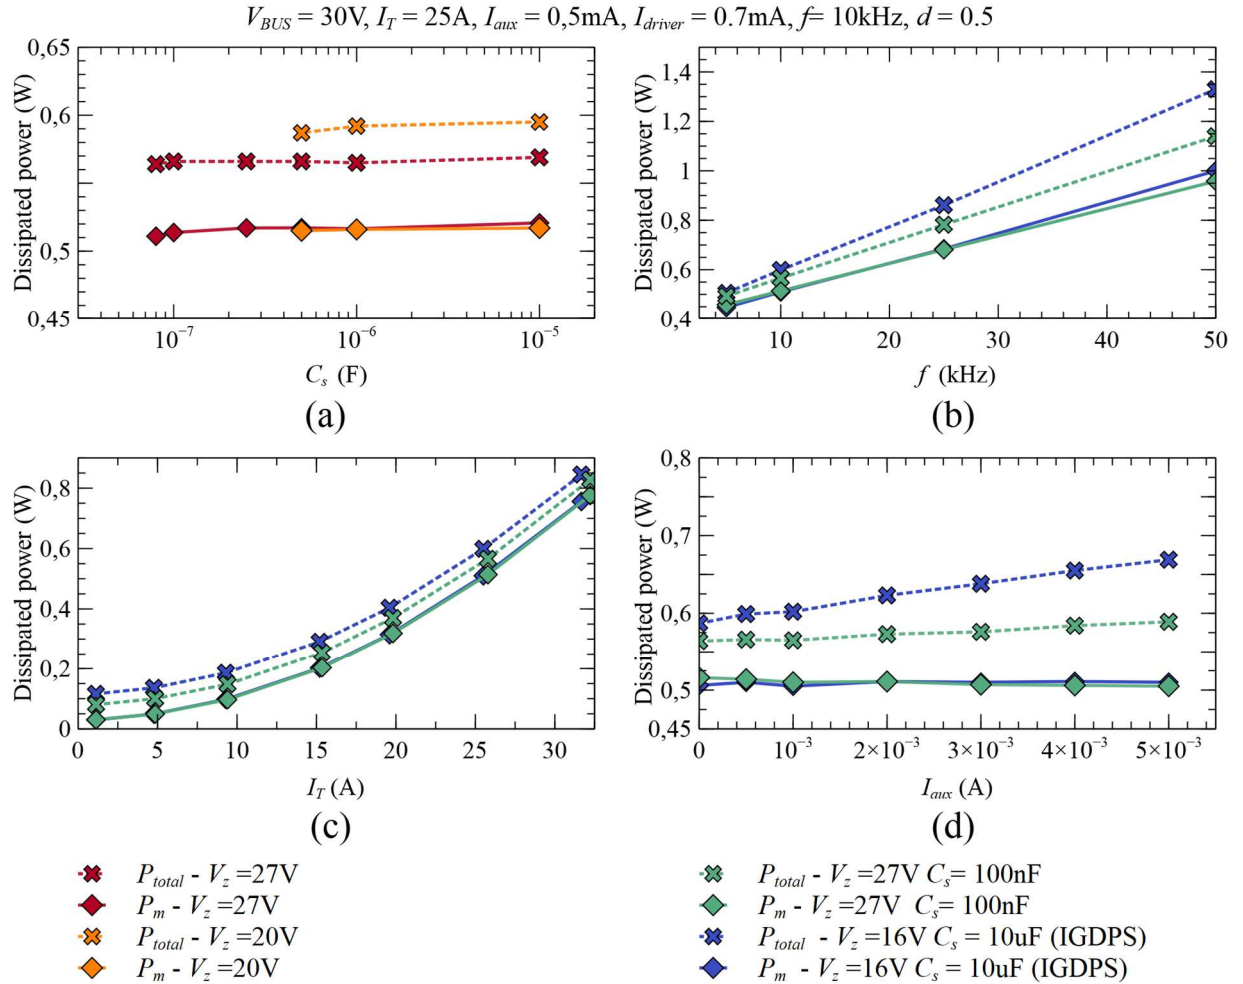 V_BUS = 30V, I_T = 25A, I_aux = 0,5mA, I_driver = 0.7mA, f= 10kHz, d = 0.5
0,65
0,6
0,5
0,45
Dissipated power (W)
10⁻⁷
10⁻⁶
10⁻⁵
C_s (F)
(a)
1,4
1,2
1
0,8
0,6
0,4
Dissipated power (W)
10
20
30
40
50
f (kHz)
(b)
0,8
0,6
0,4
0,2
0
Dissipated power (W)
0
5
10
15
20
25
30
I_T (A)
(c)
0,8
0,7
0,6
0,5
0,45
Dissipated power (W)
0
10⁻³
2×10⁻³
3×10⁻³
4×10⁻³
5×10⁻³
I_aux (A)
(d)
P_total - V_z =27V
P_m - V_z =27V
P_total - V_z =20V
P_m - V_z =20V
P_total - V_z =27V C_s= 100nF
P_m - V_z =27V C_s= 100nF
P_total - V_z =16V C_s = 10uF (IGDPS)
P_m - V_z =16V C_s = 10uF (IGDPS)